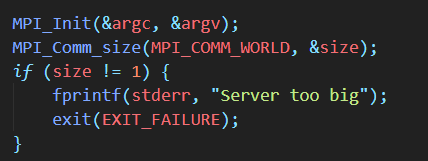 MPI_Init(&argc, &argv);
MPI_Comm_size(MPI_COMM_WORLD, &size);
if (size != 1) {
    fprintf(stderr, "Server too big");
    exit(EXIT_FAILURE);
}